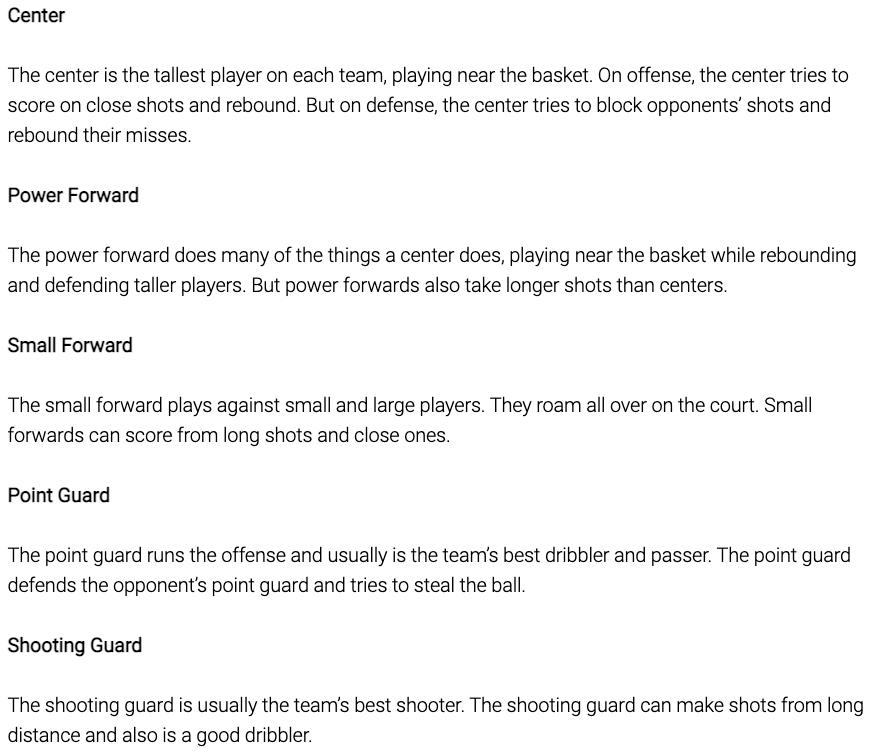 Center
The center is the tallest player on each team, playing near the basket. On offense, the center tries to
score on close shots and rebound. But on defense, the center tries to block opponents’ shots and
rebound their misses.
Power Forward
The power forward does many of the things a center does, playing near the basket while rebounding
and defending taller players. But power forwards also take longer shots than centers.
Small Forward
The small forward plays against small and large players. They roam all over on the court. Small
forwards can score from long shots and close ones.
Point Guard
The point guard runs the offense and usually is the team’s best dribbler and passer. The point guard
defends the opponent’s point guard and tries to steal the ball.
Shooting Guard
The shooting guard is usually the team’s best shooter. The shooting guard can make shots from long
distance and also is a good dribbler.